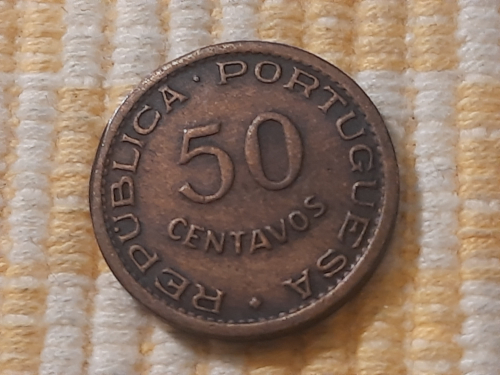 REPÚBLICA · PORTUGUESA
50
CENTAVOS